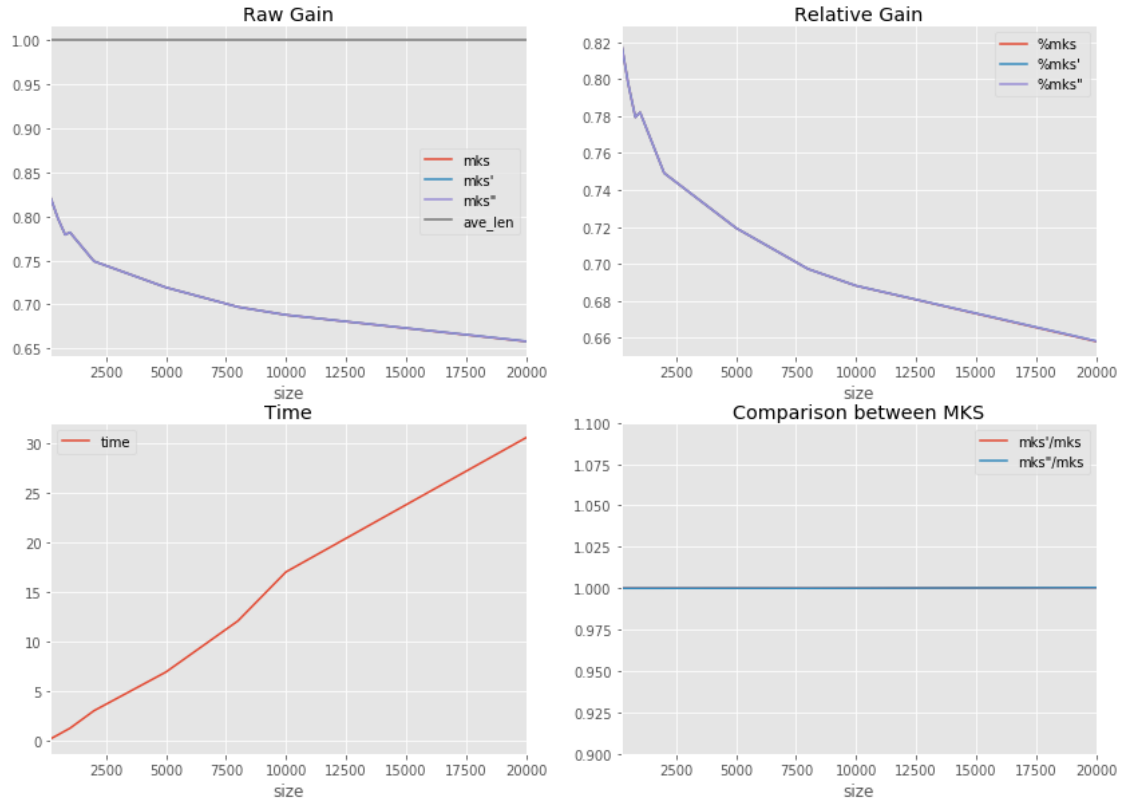 Raw Gain
1.00
0.95
0.90
0.85
0.80
0.75
0.70
0.65
mks
mks'
mks"
ave_len
2500 5000 7500 10000 12500 15000 17500 20000
size
Relative Gain
0.82
0.80
0.78
0.76
0.74
0.72
0.70
0.68
0.66
%mks
%mks'
%mks"
2500 5000 7500 10000 12500 15000 17500 20000
size
Time
30
25
20
15
10
5
0
time
2500 5000 7500 10000 12500 15000 17500 20000
size
Comparison between MKS
1.100
1.075
1.050
1.025
1.000
0.975
0.950
0.925
0.900
mks'/mks
mks"/mks
2500 5000 7500 10000 12500 15000 17500 20000
size